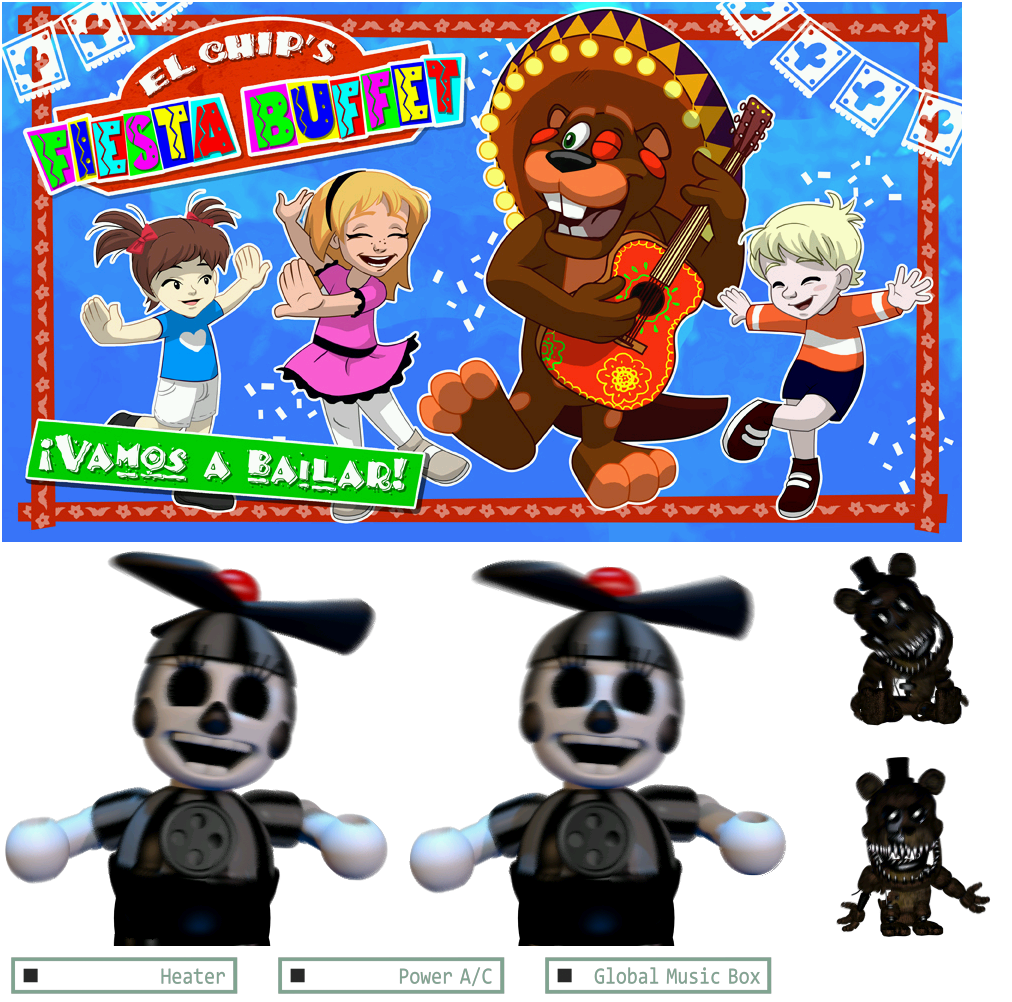 EL CHIP'S
FIESTA BUFFET
¡VAMOS A BAILAR!
Heater
Power A/C
Global Music Box